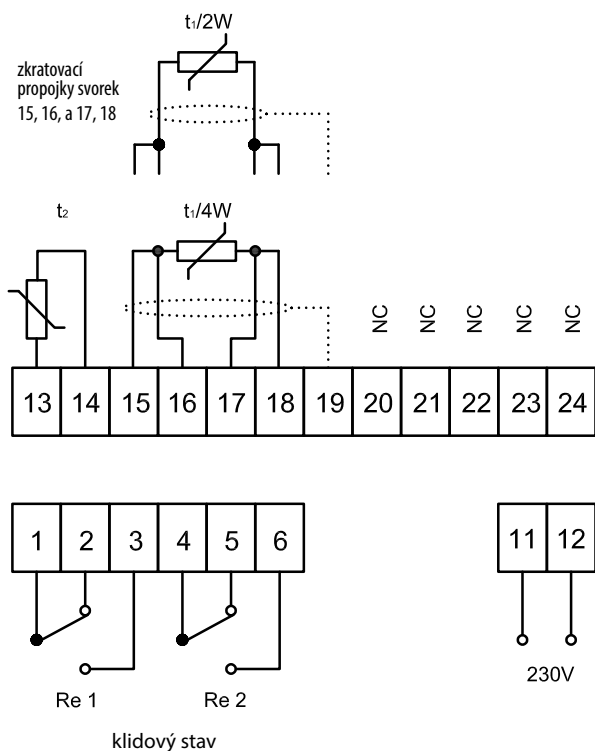 t₁/2W
zkratovací
propojky svorek
15, 16, a 17, 18
t₂
t₁/4W
NC NC NC NC NC
13 14 15 16 17 18 19 20 21 22 23 24
1 2 3 4 5 6 11 12
230V
Re 1 Re 2
klidový stav